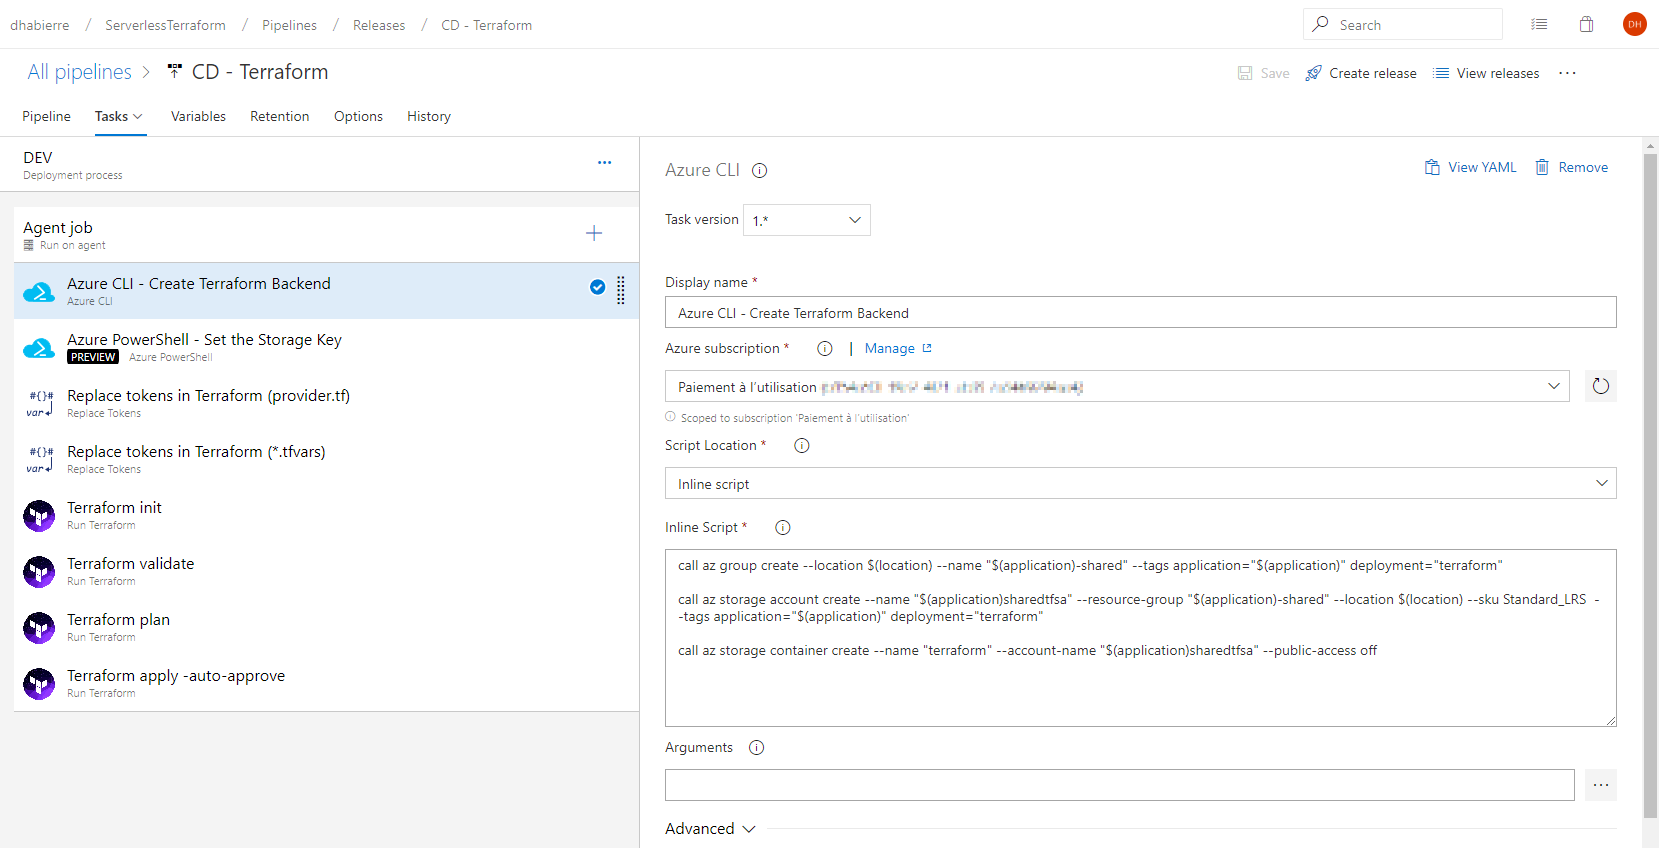 dhabierre / ServerlessTerraform / Pipelines / Releases / CD - Terraform
Search
DH
All pipelines > CD - Terraform
Save
Create release
View releases
...
Pipeline
Tasks
Variables
Retention
Options
History
DEV
Deployment process
...
Agent job
Run on agent
Azure CLI - Create Terraform Backend
Azure CLI
Azure PowerShell - Set the Storage Key
PREVIEW Azure PowerShell
#{}#
var
Replace tokens in Terraform (provider.tf)
Replace Tokens
#{}#
var
Replace tokens in Terraform (*.tfvars)
Replace Tokens
Terraform init
Run Terraform
Terraform validate
Run Terraform
Terraform plan
Run Terraform
Terraform apply -auto-approve
Run Terraform
Azure CLI
View YAML
Remove
Task version 1.*
Display name *
Azure CLI - Create Terraform Backend
Azure subscription * | Manage
Paiement à l'utilisation
Scoped to subscription 'Paiement à l'utilisation'
Script Location *
Inline script
Inline Script *
call az group create --location $(location) --name "$(application)-shared" --tags application="$(application)" deployment="terraform"
call az storage account create --name "$(application)sharedtfsa" --resource-group "$(application)-shared" --location $(location) --sku Standard_LRS -
-tags application="$(application)" deployment="terraform"
call az storage container create --name "terraform" --account-name "$(application)sharedtfsa" --public-access off
Arguments
...
Advanced